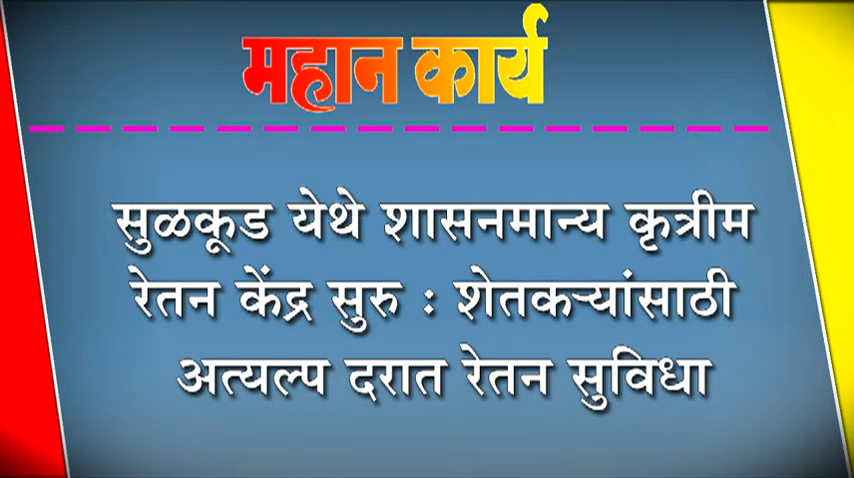 महान कार्य
सुळकूड येथे शासनमान्य कृत्रीम
रेतन केंद्र सुरु : शेतकऱ्यांसाठी
अत्यल्प दरात रेतन सुविधा